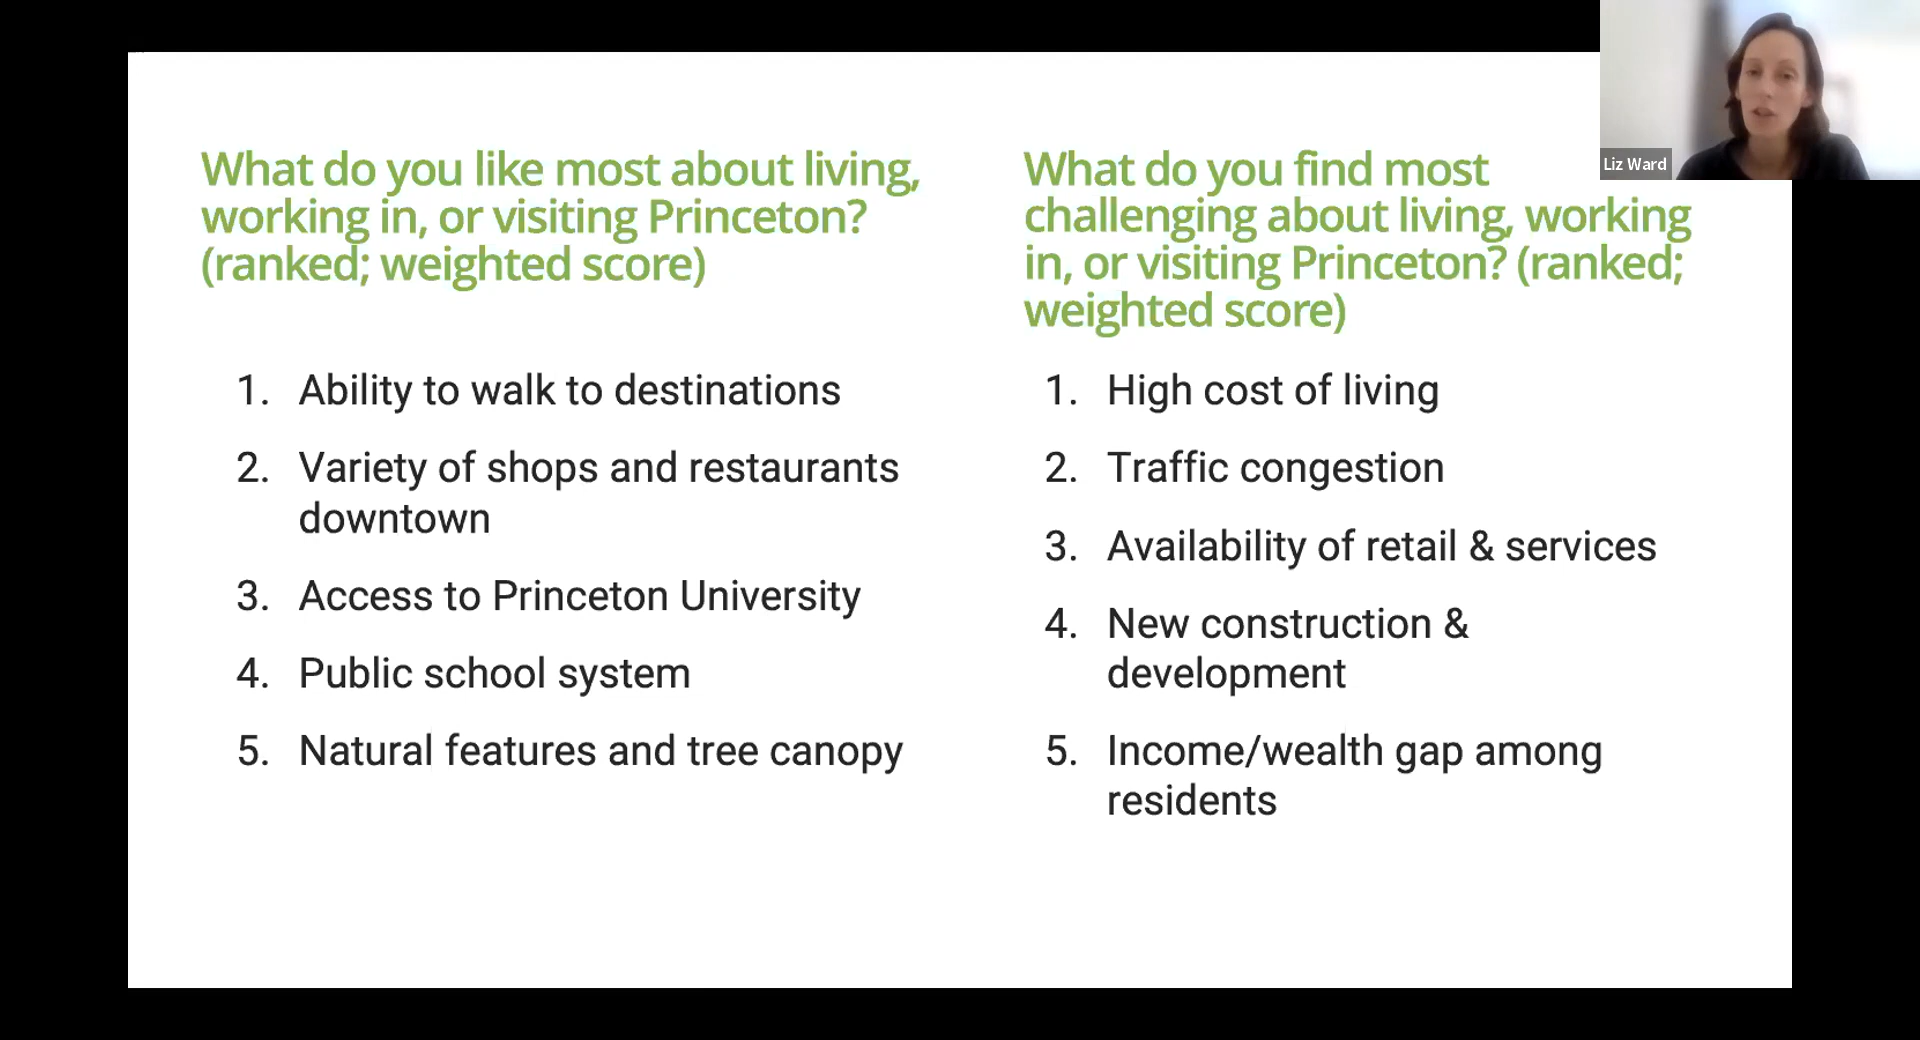 What do you like most about living,
working in, or visiting Princeton?
(ranked; weighted score)
1. Ability to walk to destinations
2. Variety of shops and restaurants
downtown
3. Access to Princeton University
4. Public school system
5. Natural features and tree canopy
What do you find most
challenging about living, working
in, or visiting Princeton? (ranked;
weighted score)
1. High cost of living
2. Traffic congestion
3. Availability of retail & services
4. New construction &
development
5. Income/wealth gap among
residents
Liz Ward